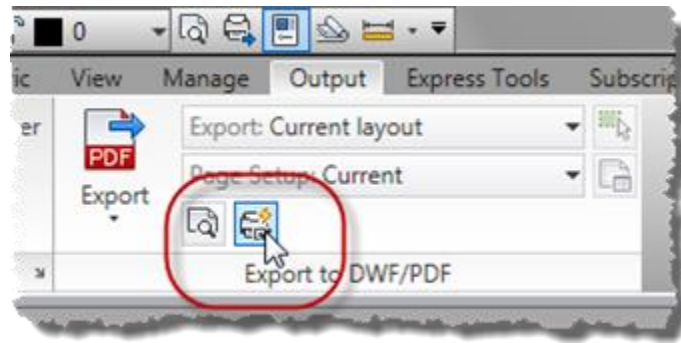 0
ic View Manage Output Express Tools Subscrip
er PDF Export: Current layout
Export Page Setup: Current
Export to DWF/PDF